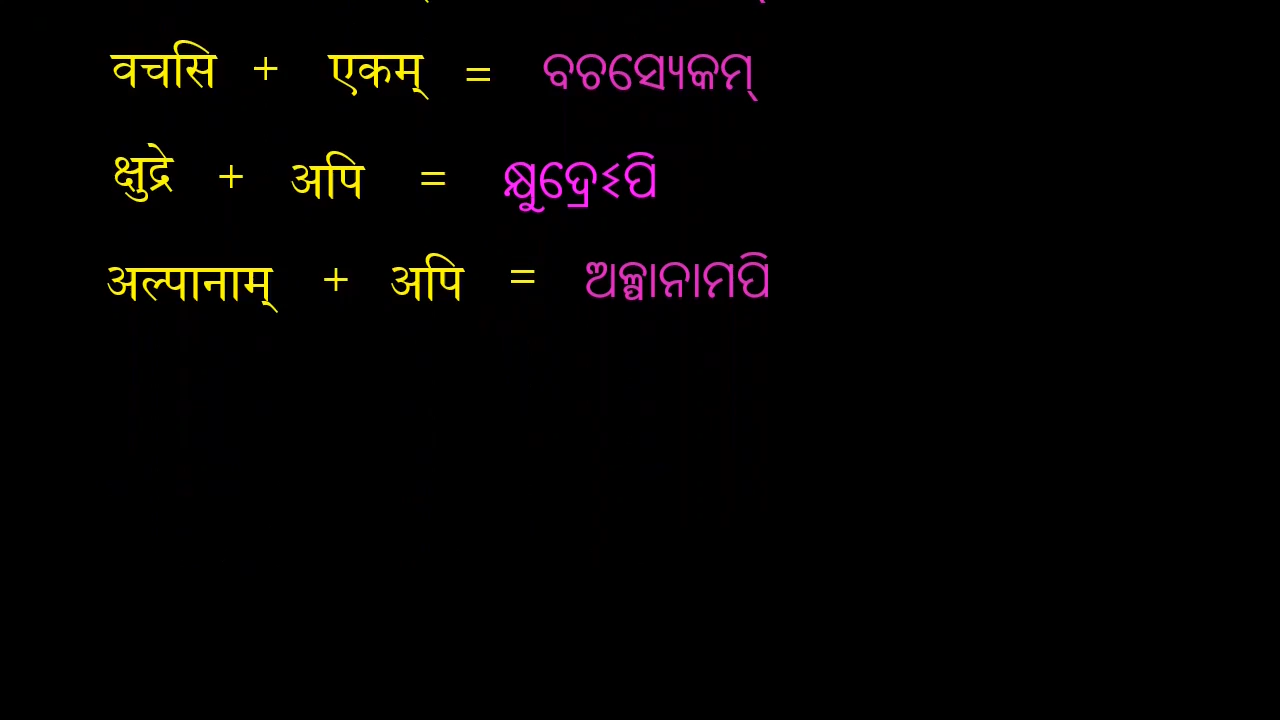 वचसि + एकम् = ବଚସ୍ୟେକମ୍
क्षुद्रे + अपि = କ୍ଷୁଦ୍ରେଽପି
अल्पानाम् + अपि = ଅଳ୍ପାନାମପି